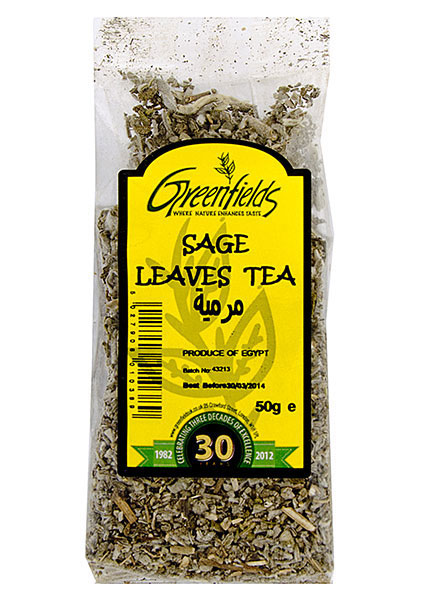 Greenfields
WHERE NATURE ENHANCES TASTE
SAGE
LEAVES TEA
مرمية
PRODUCE OF EGYPT
Batch No: 43213
Best Before30/03/2014
50g e
CELEBRATING THREE DECADES OF EXCELLENCE
1982
30
YEARS
2012